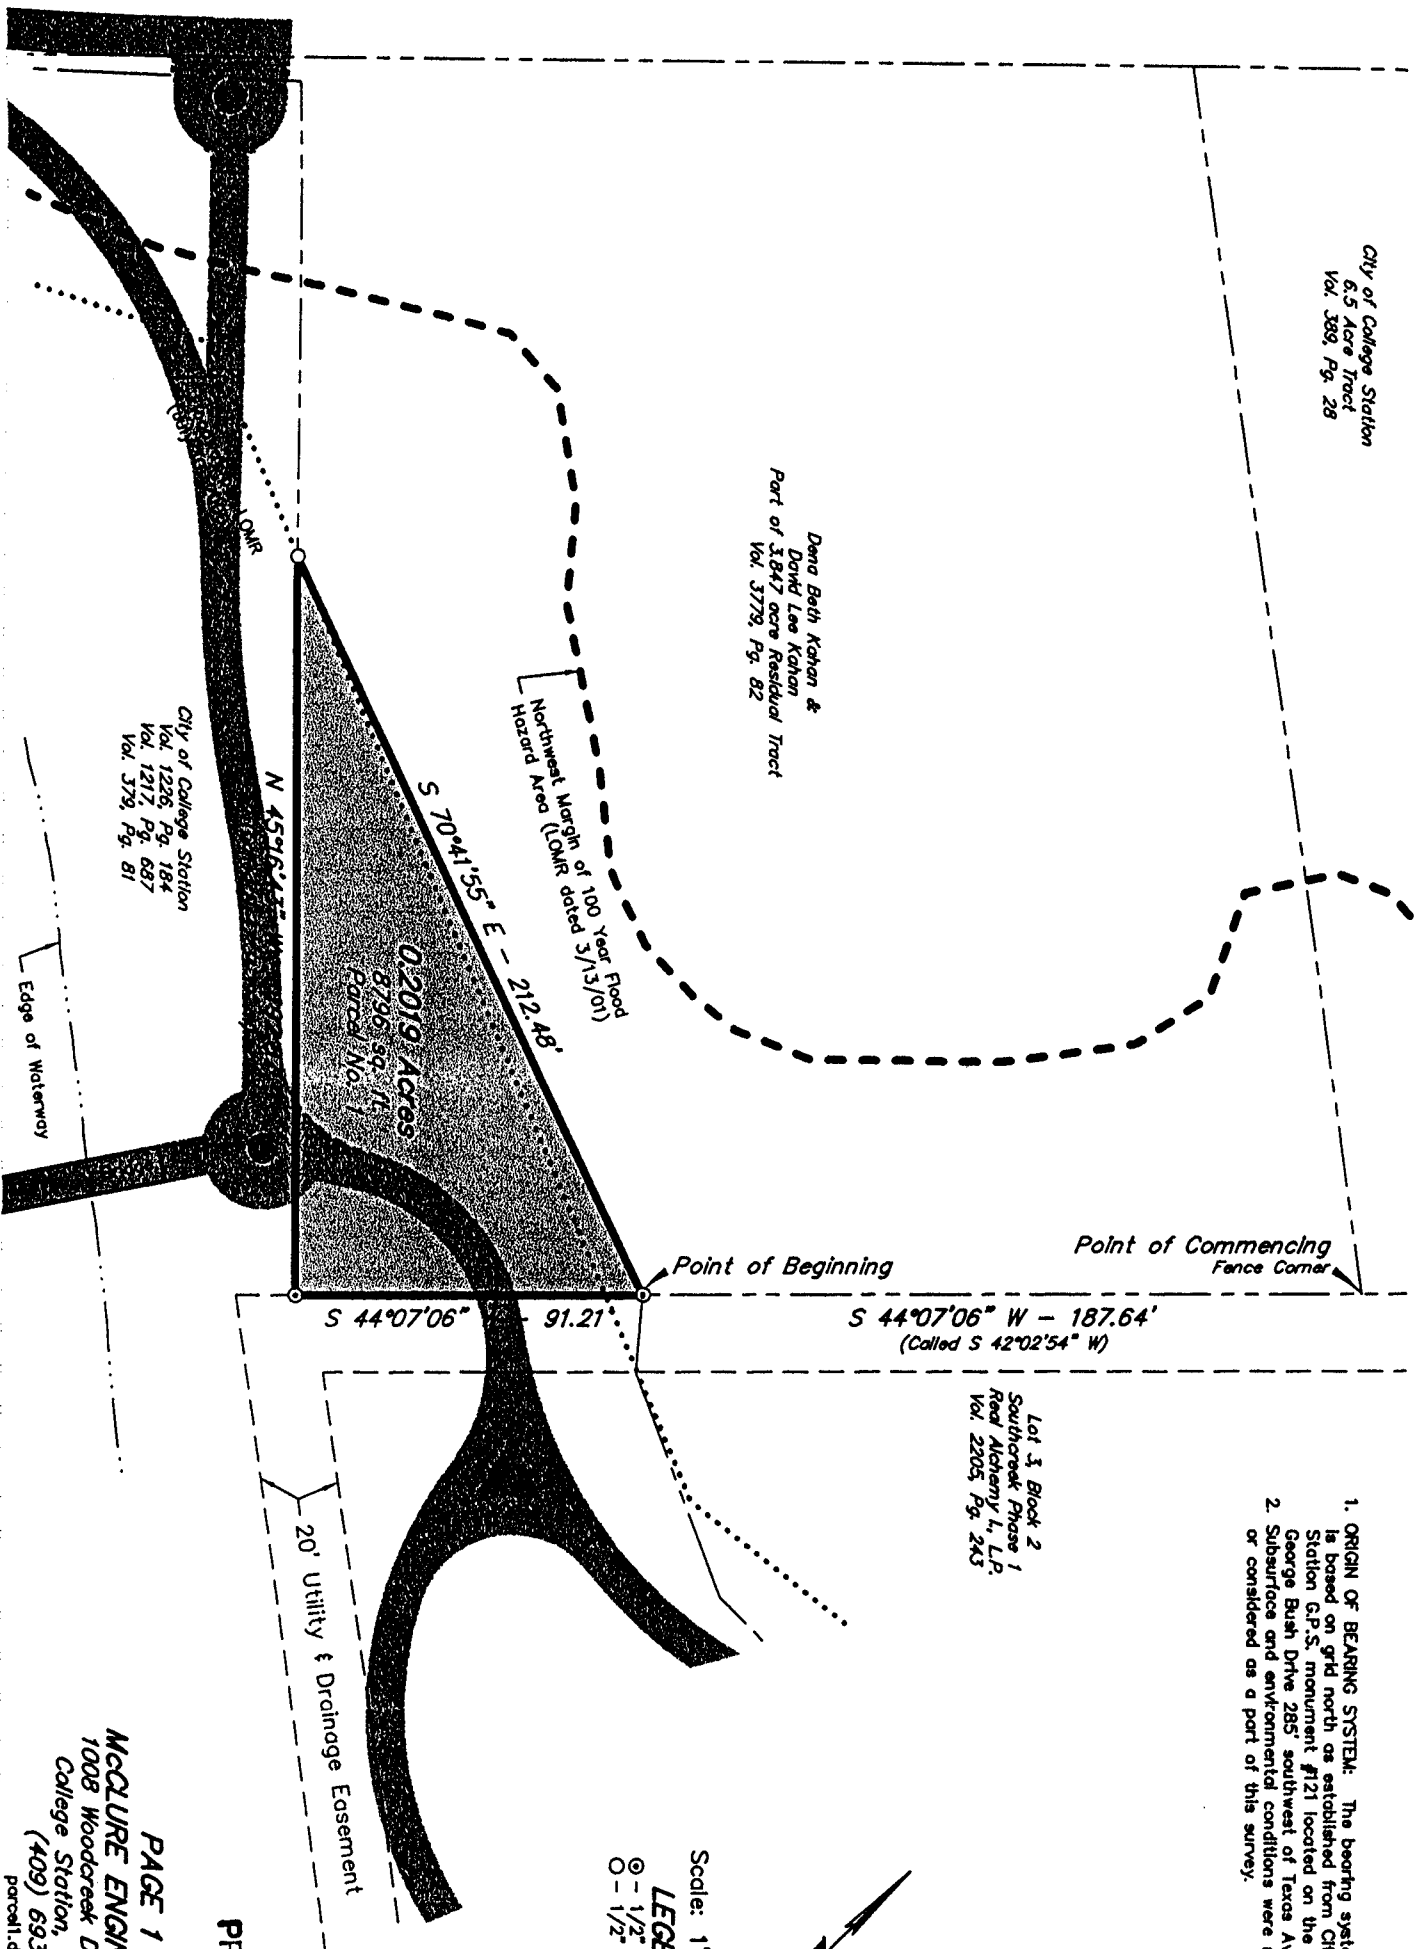 City of College Station
6.5 Acre Tract
Vol. 389, Pg. 28
Dena Beth Kahan &
David Lee Kahan
Part of 3.847 acre Residual Tract
Vol. 3779, Pg. 82
Northwest Margin of 100 Year Flood
Hazard Area (LOMR dated 3/13/01)
LOMR
S 70°41'55" E - 212.48'
0.2019 Acres
8796 sq. ft.
Parcel No. 1
N 45°16'43" W
City of College Station
Vol. 1226, Pg. 184
Vol. 1217, Pg. 687
Vol. 379, Pg. 81
Edge of Waterway
Point of Beginning
Point of Commencing
Fence Corner
S 44°07'06" - 91.21'
S 44°07'06" W - 187.64'
(Called S 42°02'54" W)
Lot 3, Block 2
Southcreek Phase 1
Real Alchemy I, L.P.
Vol. 2205, Pg. 243
20' Utility & Drainage Easement
1. ORIGIN OF BEARING SYSTEM: The bearing syst
is based on grid north as established from Cit
Station G.P.S. monument #121 located on the
George Bush Drive 285' southwest of Texas Av
2. Subsurface and environmental conditions were
or considered as a part of this survey.
Scale: 1"
LEGE
⊙- 1/2"
○- 1/2"
PAGE 1
McCLURE ENGIN
1008 Woodcreek D
College Station,
(409) 693
parcel1.d